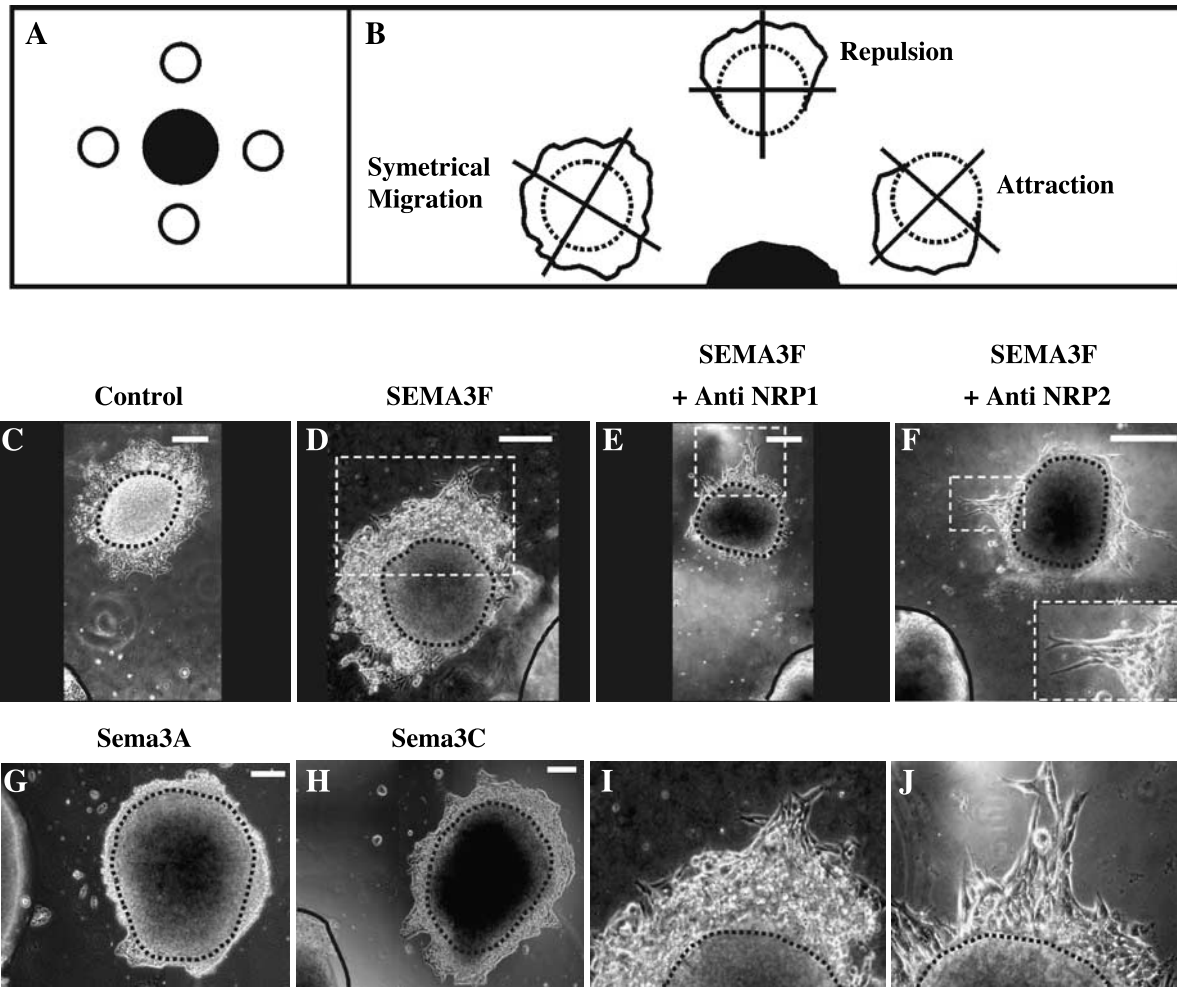 A
B
Repulsion
Symetrical
Migration
Attraction
Control
SEMA3F
SEMA3F
+ Anti NRP1
SEMA3F
+ Anti NRP2
C
D
E
F
Sema3A
Sema3C
G
H
I
J